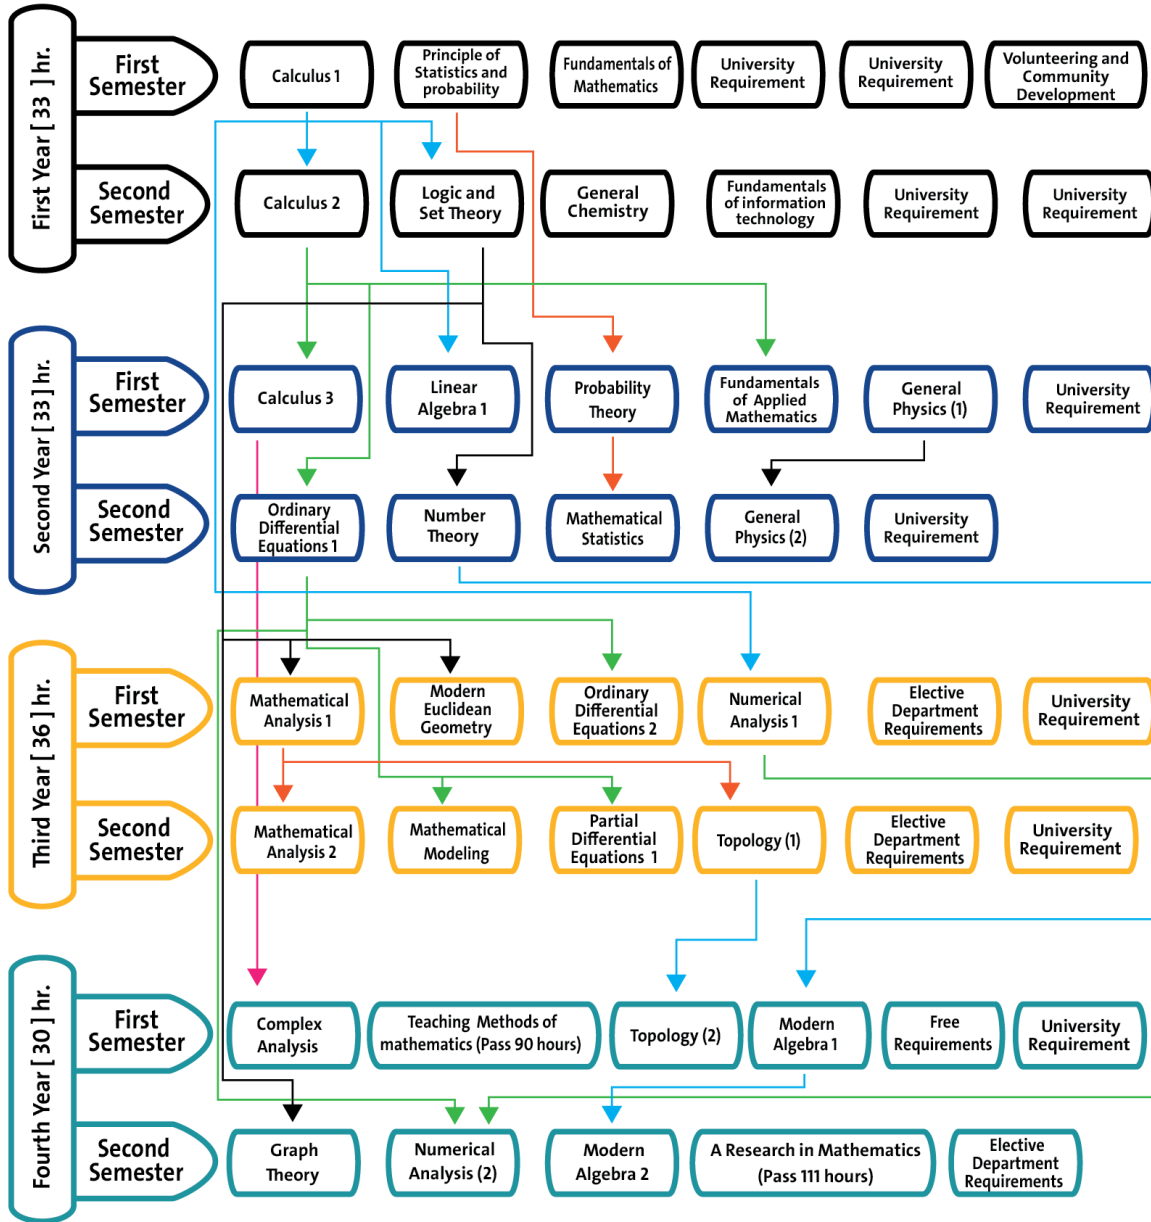 First Year [ 33 ] hr.
First
Semester
Calculus 1
Principle of
Statistics and
probability
Fundamentals of
Mathematics
University
Requirement
University
Requirement
Volunteering and
Community
Development
Second
Semester
Calculus 2
Logic and
Set Theory
General
Chemistry
Fundamentals
of information
technology
University
Requirement
University
Requirement
Second Year [33] hr.
First
Semester
Calculus 3
Linear
Algebra 1
Probability
Theory
Fundamentals
of Applied
Mathematics
General
Physics (1)
University
Requirement
Second
Semester
Ordinary
Differential
Equations 1
Number
Theory
Mathematical
Statistics
General
Physics (2)
University
Requirement
Third Year [ 36] hr.
First
Semester
Mathematical
Analysis 1
Modern
Euclidean
Geometry
Ordinary
Differential
Equations 2
Numerical
Analysis 1
Elective
Department
Requirements
University
Requirement
Second
Semester
Mathematical
Analysis 2
Mathematical
Modeling
Partial
Differential
Equations 1
Topology (1)
Elective
Department
Requirements
University
Requirement
Fourth Year [30] hr.
First
Semester
Complex
Analysis
Teaching Methods of
mathematics (Pass 90 hours)
Topology (2)
Modern
Algebra 1
Free
Requirements
University
Requirement
Second
Semester
Graph
Theory
Numerical
Analysis (2)
Modern
Algebra 2
A Research in Mathematics
(Pass 111 hours)
Elective
Department
Requirements